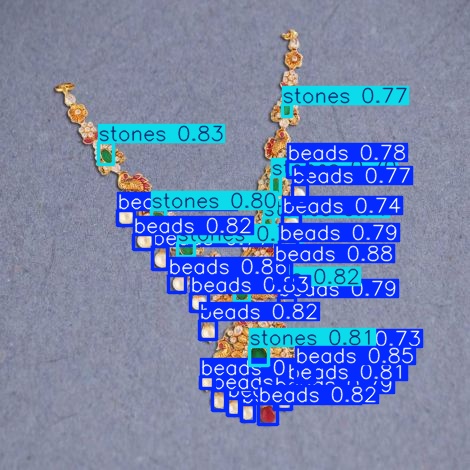 stones 0.77
stones 0.83
beads 0.78
beads 0.77
stones 0.80
beads 0.74
beads 0.82
beads 0.79
beads 0.88
beads 0.86
0.82
beads 0.83
beads 0.79
beads 0.82
stones 0.81
0.73
beads 0.85
beads 0.81
beads 0.82